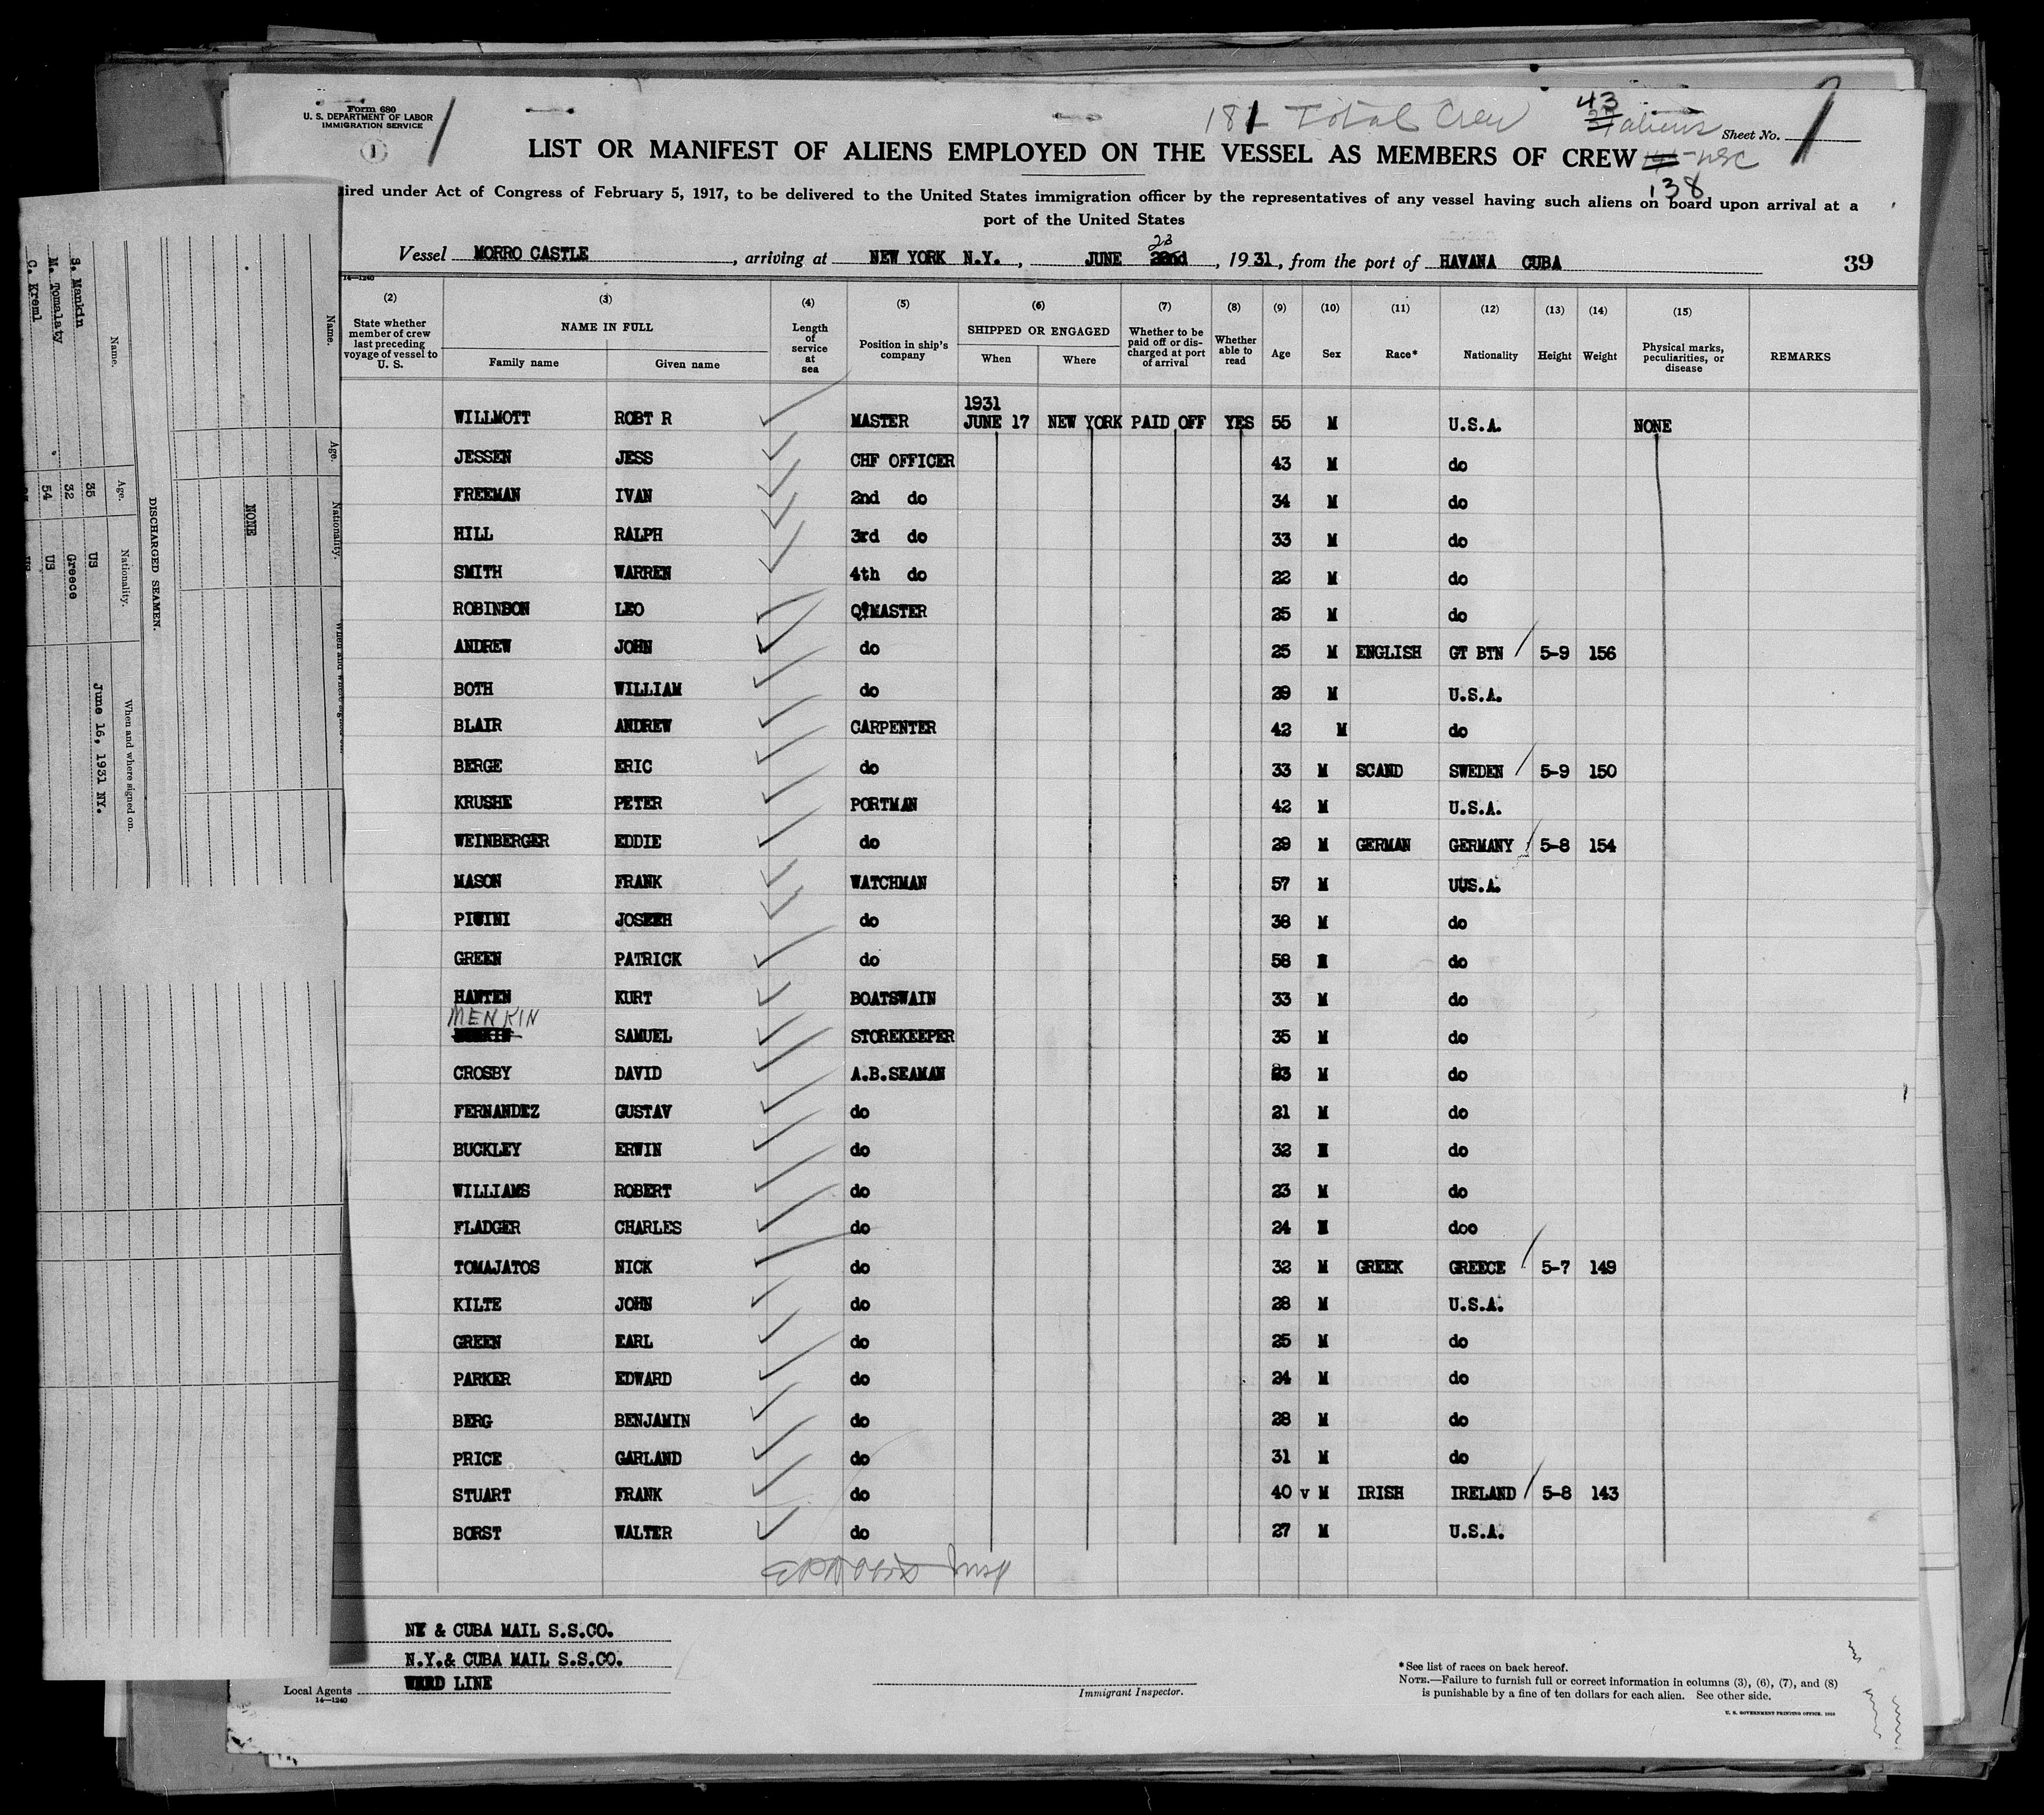 Form 680
U. S. DEPARTMENT OF LABOR
IMMIGRATION SERVICE
1
181 Total Crew
43
aliens
Sheet No. 1
LIST OR MANIFEST OF ALIENS EMPLOYED ON THE VESSEL AS MEMBERS OF CREW
138
ired under Act of Congress of February 5, 1917, to be delivered to the United States immigration officer by the representatives of any vessel having such aliens on board upon arrival at a
port of the United States
23
Vessel MORRO CASTLE, arriving at NEW YORK N.Y., JUNE 22nd, 1931, from the port of HAVANA CUBA
39
14—1240
(2) (3) (4) (5) (6) (7) (8) (9) (10) (11) (12) (13) (14) (15)
State whether member of crew last preceding voyage of vessel to U. S.
NAME IN FULL
Family name Given name
Length of service at sea
Position in ship's company
SHIPPED OR ENGAGED
When Where
Whether to be paid off or discharged at port of arrival
Whether able to read
Age Sex Race* Nationality Height Weight
Physical marks, peculiarities, or disease
REMARKS
1931
WILLMOTT ROBT R MASTER JUNE 17 NEW YORK PAID OFF YES 55 M U.S.A. NONE
JESSEN JESS CHF OFFICER 43 M do
FREEMAN IVAN 2nd do 34 M do
HILL RALPH 3rd do 33 M do
SMITH WARREN 4th do 22 M do
ROBINSON LEO QTMASTER 25 M do
ANDREW JOHN do 25 M ENGLISH GT BTN 5-9 156
BOTH WILLIAM do 29 M U.S.A.
BLAIR ANDREW CARPENTER 42 M do
BERGE ERIC do 33 M SCAND SWEDEN 5-9 150
KRUSHE PETER PORTMAN 42 M U.S.A.
WEINBERGER EDDIE do 29 M GERMAN GERMANY 5-8 154
MASON FRANK WATCHMAN 57 M UUS.A.
JOSEEH do 38 M do
GREEN PATRICK do 58 M do
HANTEN KURT BOATSWAIN 33 M do
MENKIN
SAMUEL STOREKEEPER 35 M do
CROSBY DAVID A.B.SEAMAN 23 M do
FERNANDEZ GUSTAV do 21 M do
BUCKLEY ERWIN do 32 M do
WILLIAMS ROBERT do 23 M do
FLADGER CHARLES do 24 M doo
TOMAJATOS NICK do 32 M GREEK GREECE 5-7 149
KILTE JOHN do 28 M U.S.A.
GREEN EARL do 25 M do
PARKER EDWARD do 24 M do
BERG BENJAMIN do 28 M do
PRICE GARLAND do 31 M do
STUART FRANK do 40 v M IRISH IRELAND 5-8 143
BORST WALTER do 27 M U.S.A.
NY & CUBA MAIL S.S.CO.
N.Y.& CUBA MAIL S.S.CO.
Local Agents WARD LINE
14—1240
Immigrant Inspector.
*See list of races on back hereof.
NOTE.—Failure to furnish full or correct information in columns (3), (6), (7), and (8)
is punishable by a fine of ten dollars for each alien. See other side.
U. S. GOVERNMENT PRINTING OFFICE. 1918
Name. Age. Nationality. When and where signed on.
NONE
DISCHARGED SEAMEN.
Name. Age. Nationality. When and where signed on.
S. Mankin 35 US June 16, 1931 NY.
M. Tomalaty 32 Greece
C. Kreml 54 US